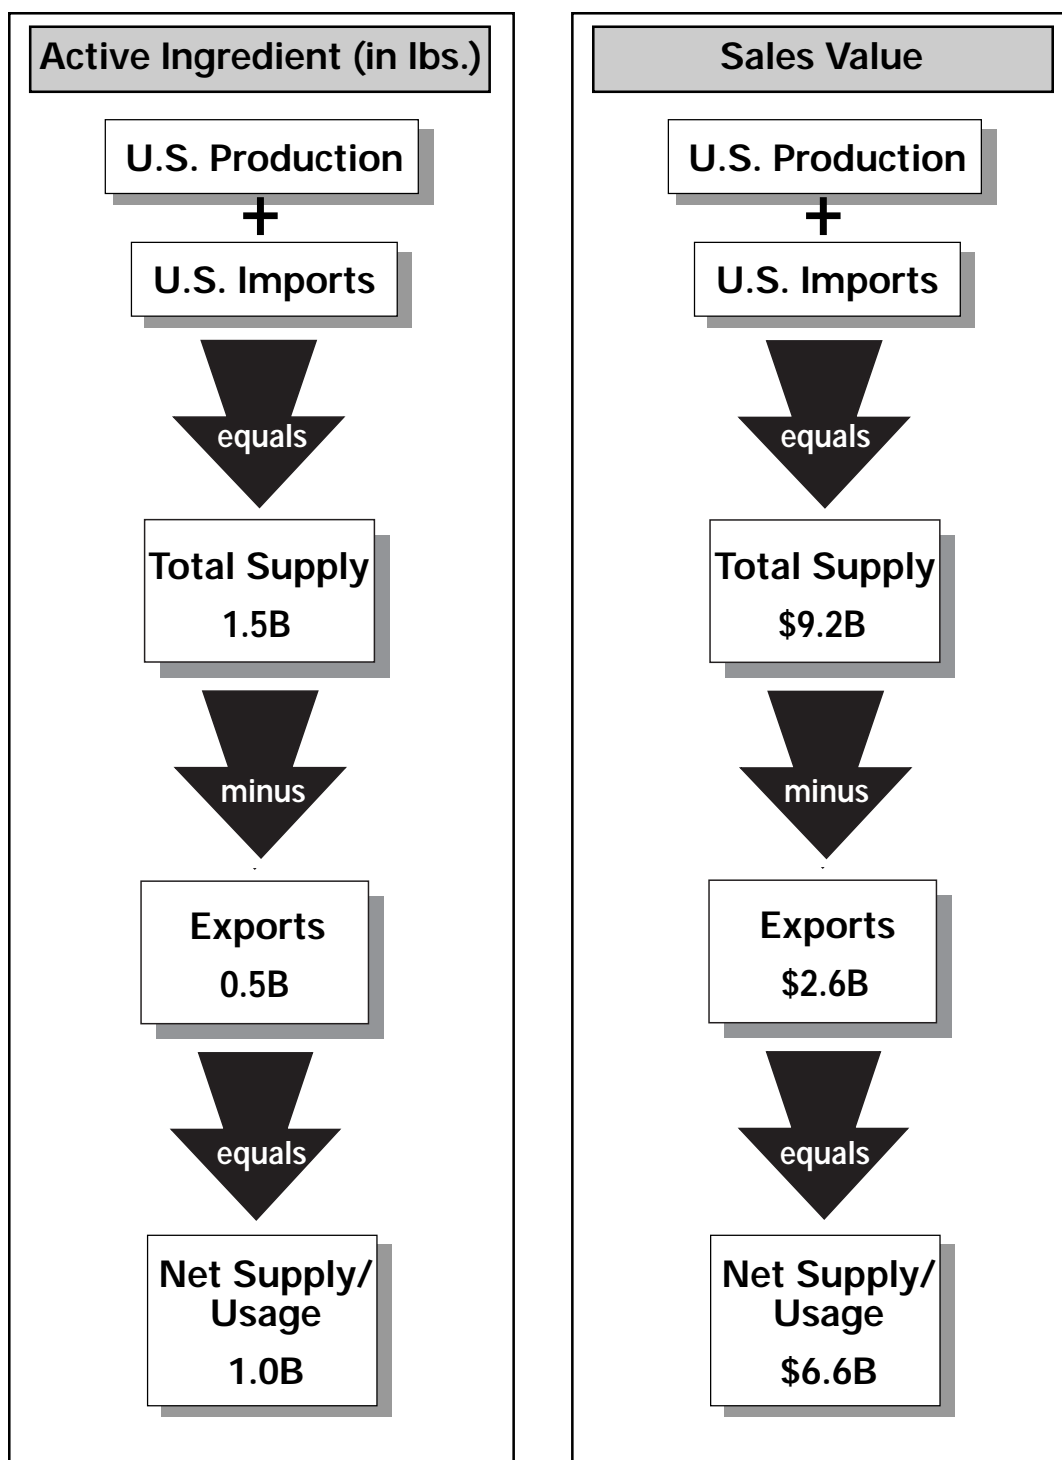 Active Ingredient (in lbs.)
U.S. Production
+
U.S. Imports
equals
Total Supply
1.5B
minus
Exports
0.5B
equals
Net Supply/
Usage
1.0B
Sales Value
U.S. Production
+
U.S. Imports
equals
Total Supply
$9.2B
minus
Exports
$2.6B
equals
Net Supply/
Usage
$6.6B